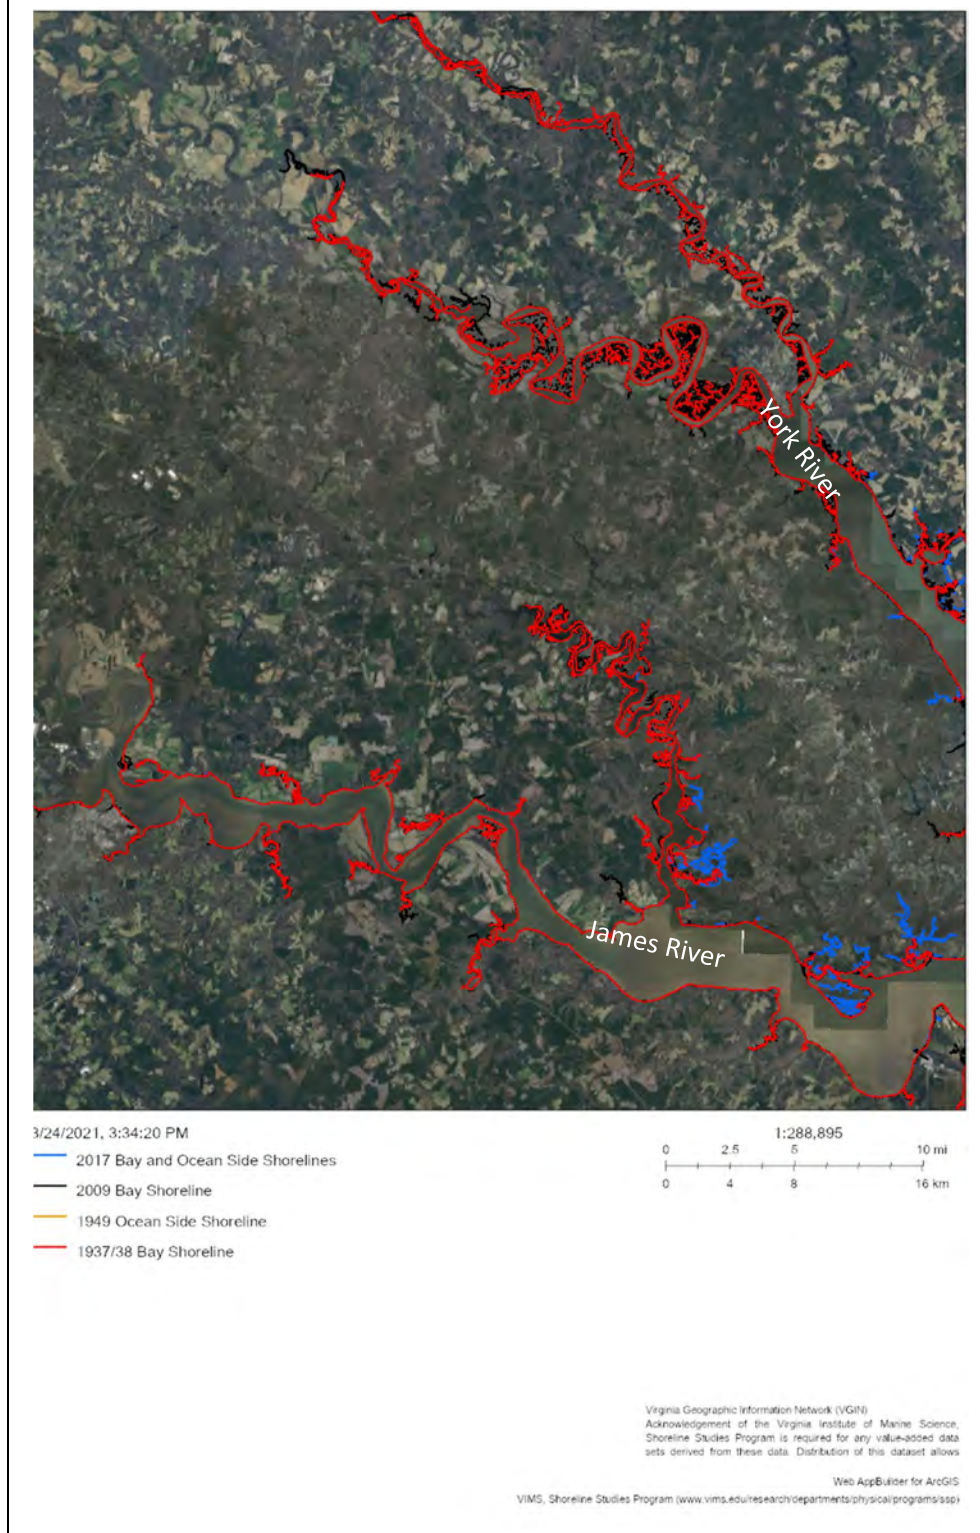 York River
James River
3/24/2021, 3:34:20 PM
2017 Bay and Ocean Side Shorelines
2009 Bay Shoreline
1949 Ocean Side Shoreline
1937/38 Bay Shoreline
1:288,895
0 2.5 5 10 mi
0 4 8 16 km
Virginia Geographic Information Network (VGIN)
Acknowledgement of the Virginia Institute of Marine Science,
Shoreline Studies Program is required for any value-added data
sets derived from these data. Distribution of this dataset allows
Web AppBuilder for ArcGIS
VIMS, Shoreline Studies Program (www.vims.edu/research/departments/physical/programs/ssp)